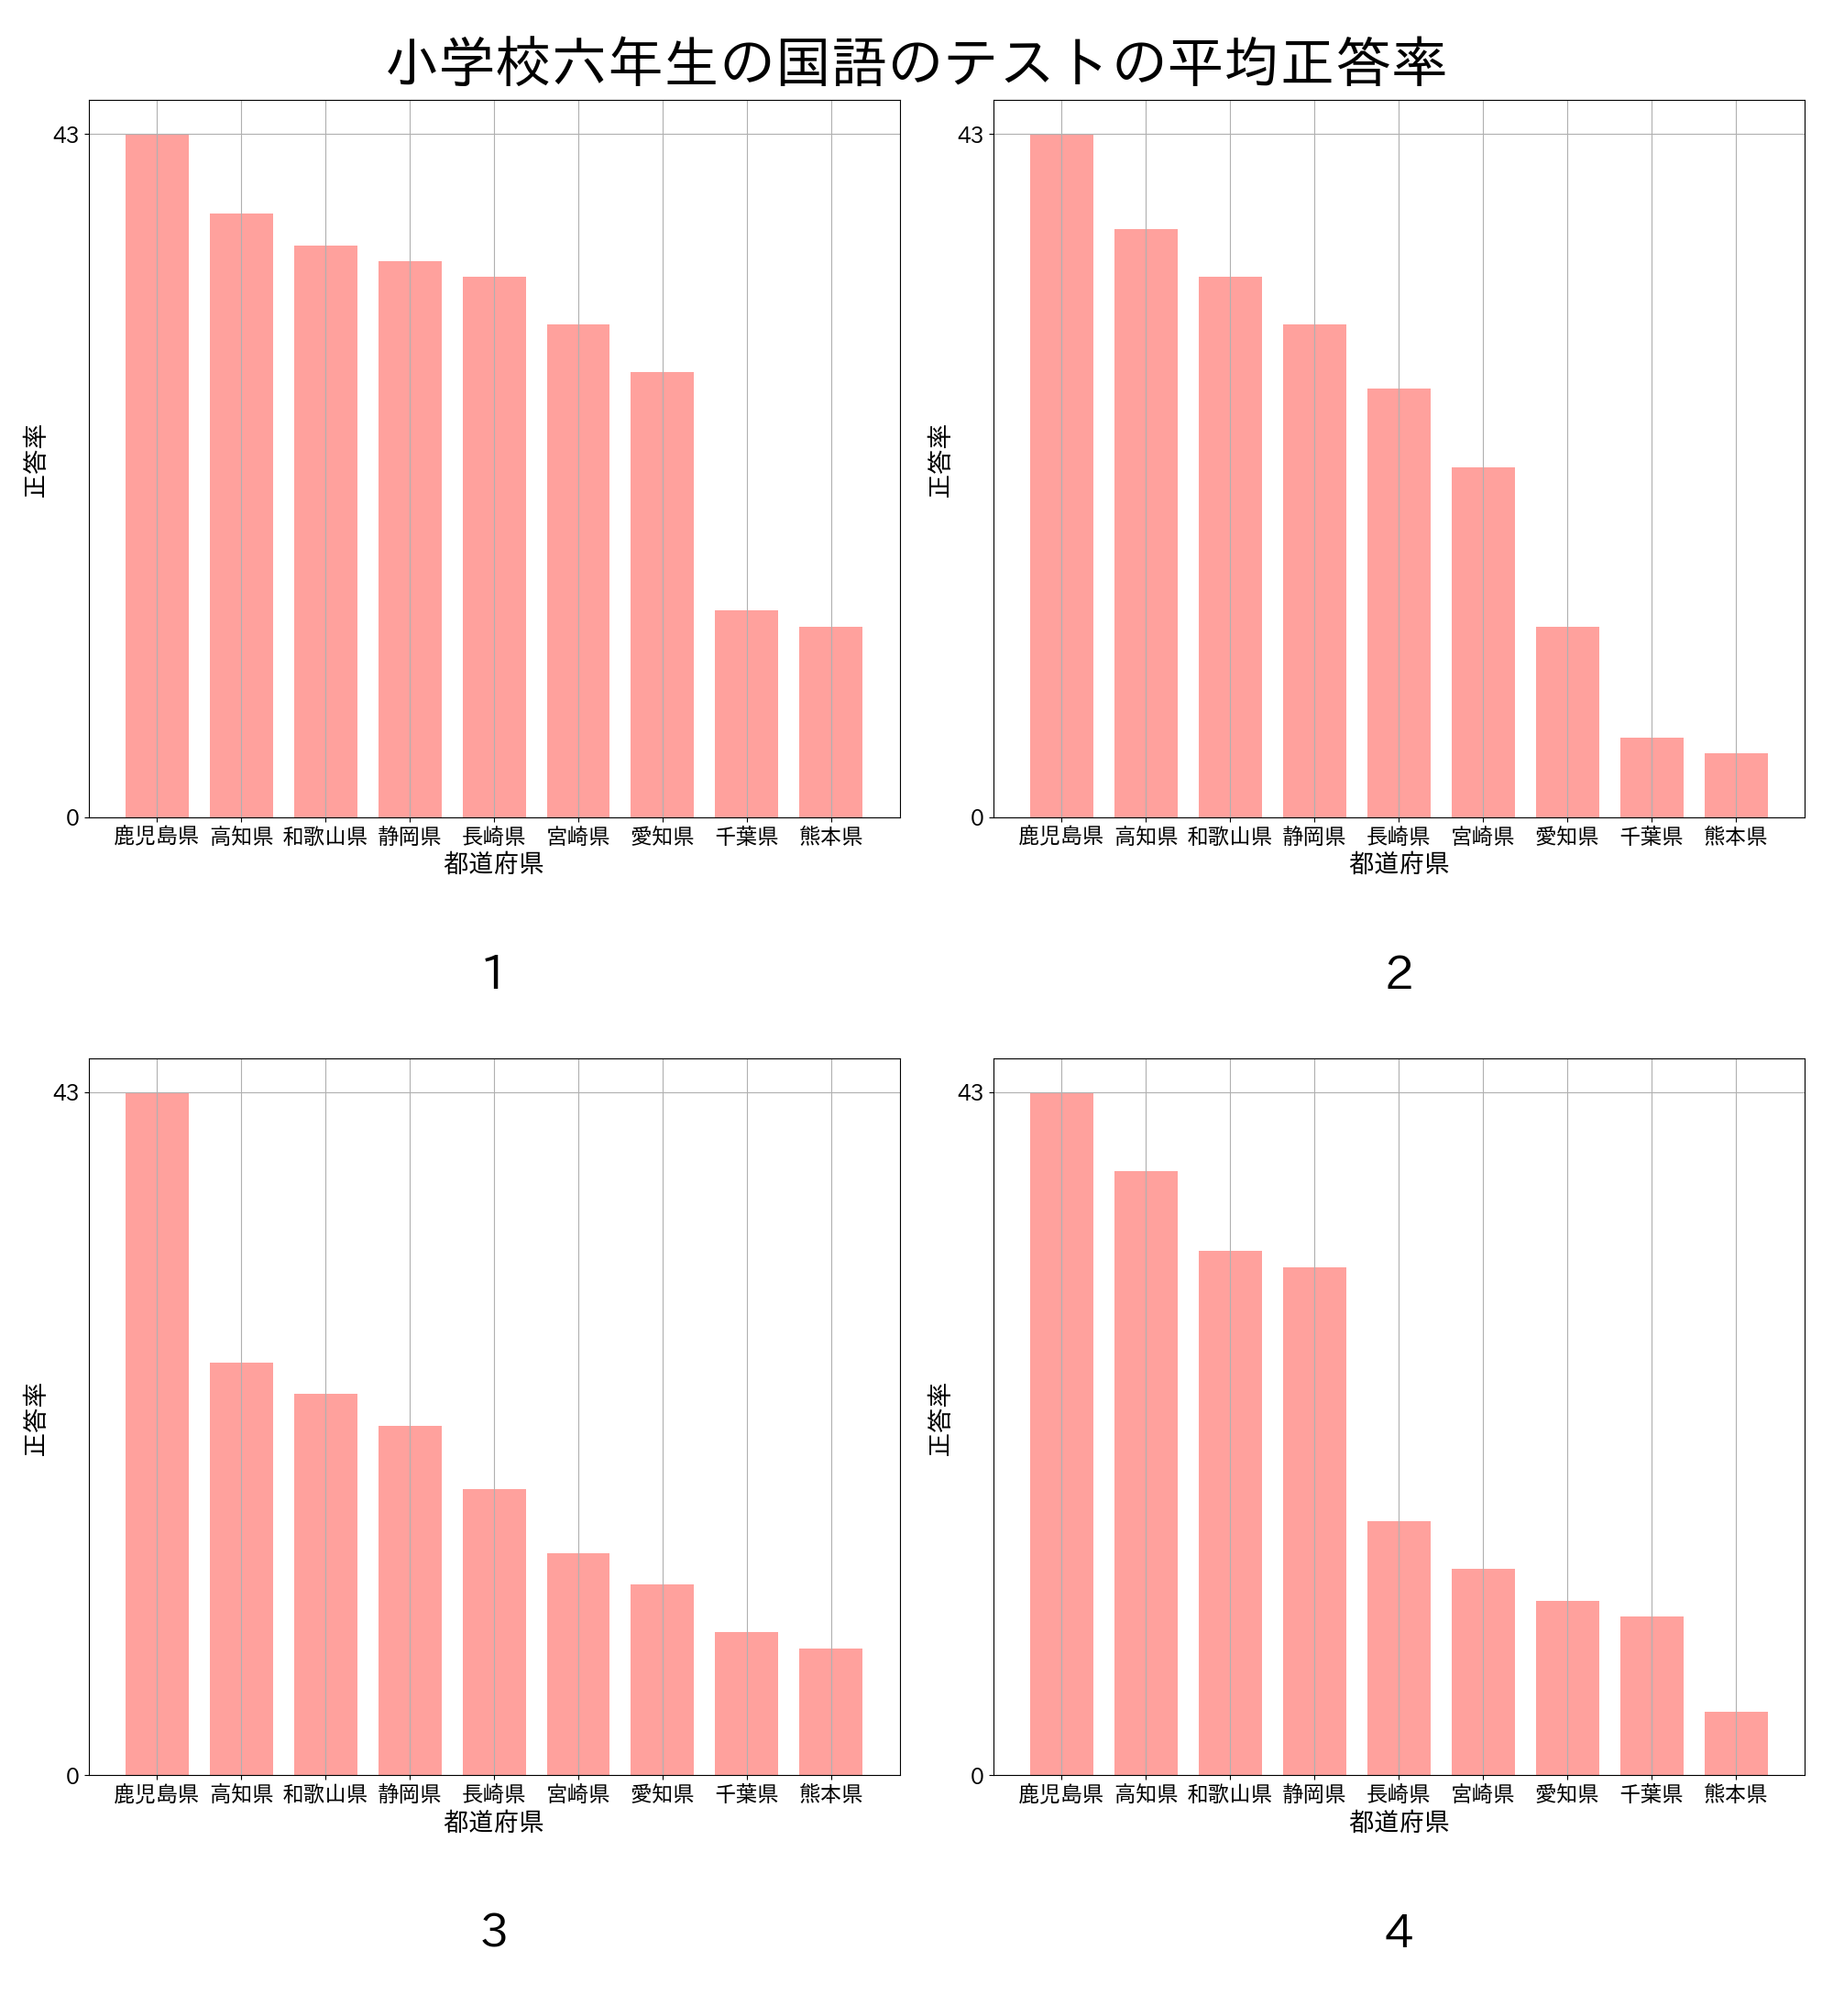 小学校六年生の国語のテストの平均正答率
43
0
正答率
鹿児島県 高知県 和歌山県 静岡県 長崎県 宮崎県 愛知県 千葉県 熊本県
都道府県
1
43
0
正答率
鹿児島県 高知県 和歌山県 静岡県 長崎県 宮崎県 愛知県 千葉県 熊本県
都道府県
2
43
0
正答率
鹿児島県 高知県 和歌山県 静岡県 長崎県 宮崎県 愛知県 千葉県 熊本県
都道府県
3
43
0
正答率
鹿児島県 高知県 和歌山県 静岡県 長崎県 宮崎県 愛知県 千葉県 熊本県
都道府県
4